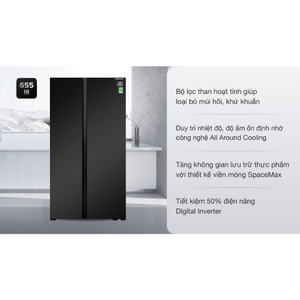 655
Lít
Bộ lọc than hoạt tính giúp
loại bỏ mùi hôi, khử khuẩn
Duy trì nhiệt độ, độ ẩm ổn định nhờ
công nghệ All Around Cooling
Tăng không gian lưu trữ thực phẩm
với thiết kế viền mỏng SpaceMax
Tiết kiệm 50% điện năng
Digital Inverter